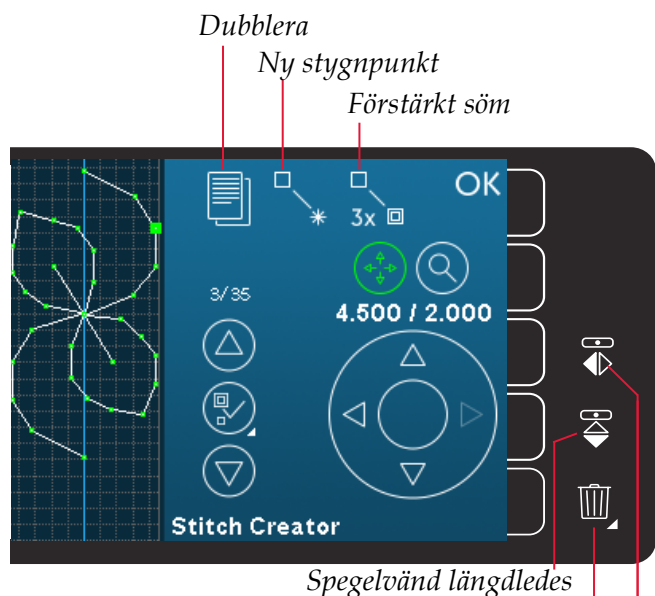 Dubblera
Ny stygnpunkt
Förstärkt söm
OK
3x
3/35
4.500 / 2.000
Stitch Creator
Spegelvänd längdledes